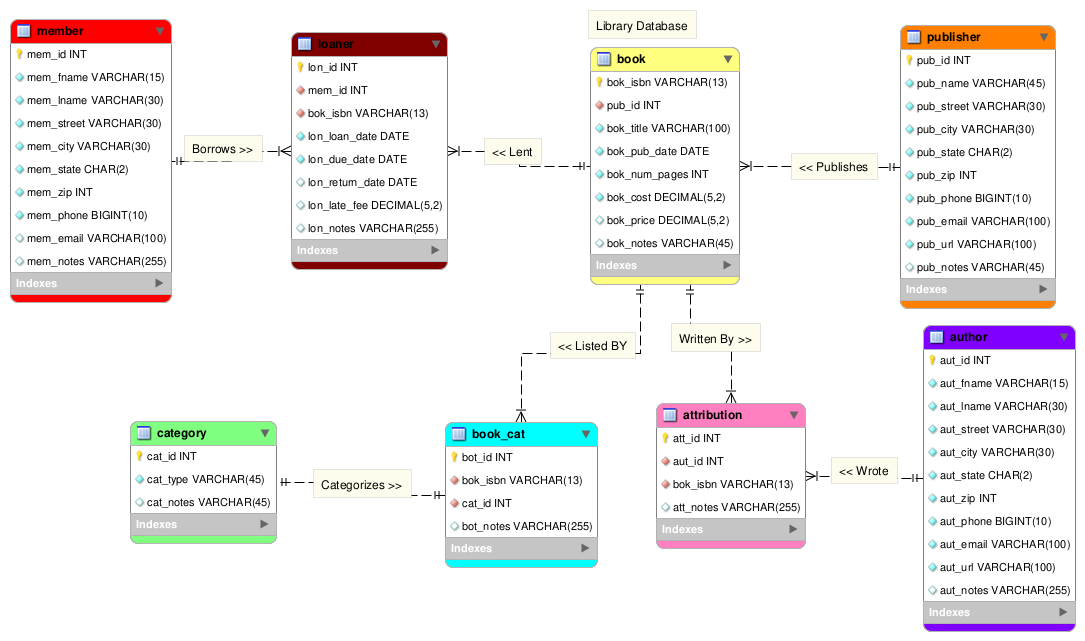 Library Database
member
mem_id INT
mem_fname VARCHAR(15)
mem_lname VARCHAR(30)
mem_street VARCHAR(30)
mem_city VARCHAR(30)
mem_state CHAR(2)
mem_zip INT
mem_phone BIGINT(10)
mem_email VARCHAR(100)
mem_notes VARCHAR(255)
Indexes
Borrows >>
loaner
lon_id INT
mem_id INT
bok_isbn VARCHAR(13)
lon_loan_date DATE
lon_due_date DATE
lon_return_date DATE
lon_late_fee DECIMAL(5,2)
lon_notes VARCHAR(255)
Indexes
<< Lent
book
bok_isbn VARCHAR(13)
pub_id INT
bok_title VARCHAR(100)
bok_pub_date DATE
bok_num_pages INT
bok_cost DECIMAL(5,2)
bok_price DECIMAL(5,2)
bok_notes VARCHAR(45)
Indexes
<< Publishes
publisher
pub_id INT
pub_name VARCHAR(45)
pub_street VARCHAR(30)
pub_city VARCHAR(30)
pub_state CHAR(2)
pub_zip INT
pub_phone BIGINT(10)
pub_email VARCHAR(100)
pub_url VARCHAR(100)
pub_notes VARCHAR(45)
Indexes
<< Listed BY
Written By >>
category
cat_id INT
cat_type VARCHAR(45)
cat_notes VARCHAR(45)
Indexes
Categorizes >>
book_cat
bot_id INT
bok_isbn VARCHAR(13)
cat_id INT
bot_notes VARCHAR(255)
Indexes
attribution
att_id INT
aut_id INT
bok_isbn VARCHAR(13)
att_notes VARCHAR(255)
Indexes
<< Wrote
author
aut_id INT
aut_fname VARCHAR(15)
aut_lname VARCHAR(30)
aut_street VARCHAR(30)
aut_city VARCHAR(30)
aut_state CHAR(2)
aut_zip INT
aut_phone BIGINT(10)
aut_email VARCHAR(100)
aut_url VARCHAR(100)
aut_notes VARCHAR(255)
Indexes